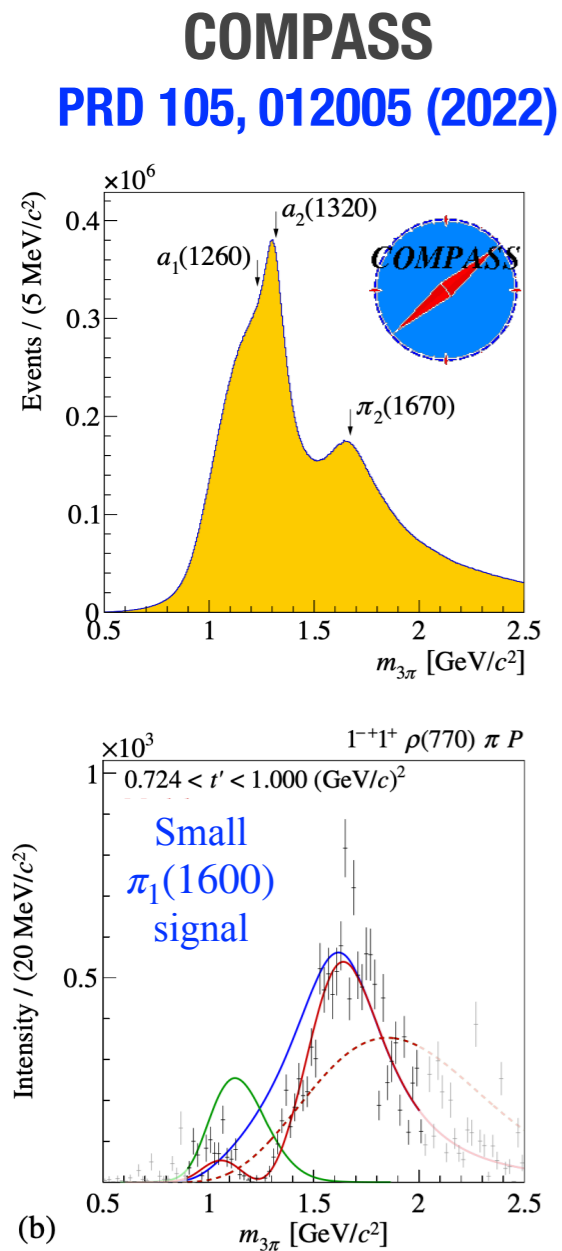 COMPASS
PRD 105, 012005 (2022)
×10⁶
a₂(1320)
a₁(1260)
COMPASS
π₂(1670)
Events / (5 MeV/c²)
0.4
0.3
0.2
0.1
0
0.5 1 1.5 2 2.5
m₃π [GeV/c²]
1⁻⁺1⁺ ρ(770) π P
×10³
1
0.724 < t′ < 1.000 (GeV/c)²
Small
π₁(1600)
signal
0.5
Intensity / (20 MeV/c²)
0.5 1 1.5 2 2.5
(b)
m₃π [GeV/c²]